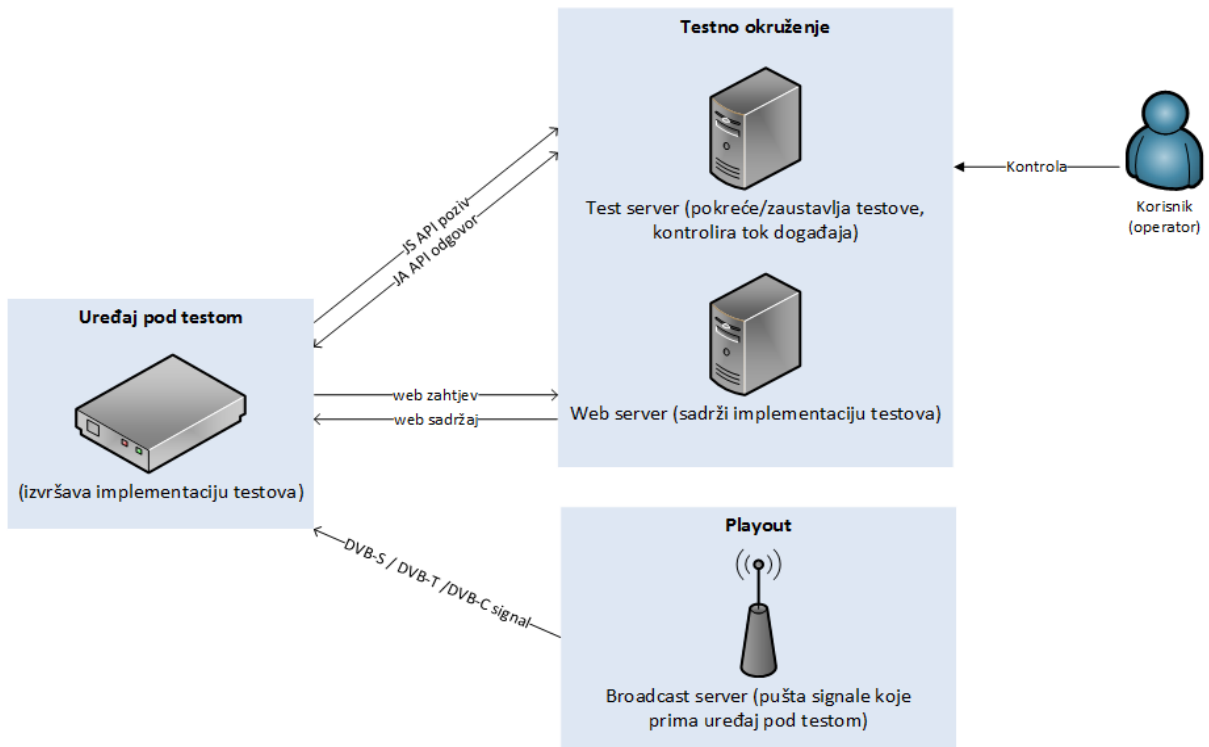 Testno okruženje
Test server (pokreće/zaustavlja testove,
kontrolira tok događaja)
Kontrola
Korisnik
(operator)
JS API poziv
JA API odgovor
Uređaj pod testom
(izvršava implementaciju testova)
web zahtjev
web sadržaj
Web server (sadrži implementaciju testova)
DVB-S / DVB-T /DVB-C signal
Playout
Broadcast server (pušta signale koje
prima uređaj pod testom)